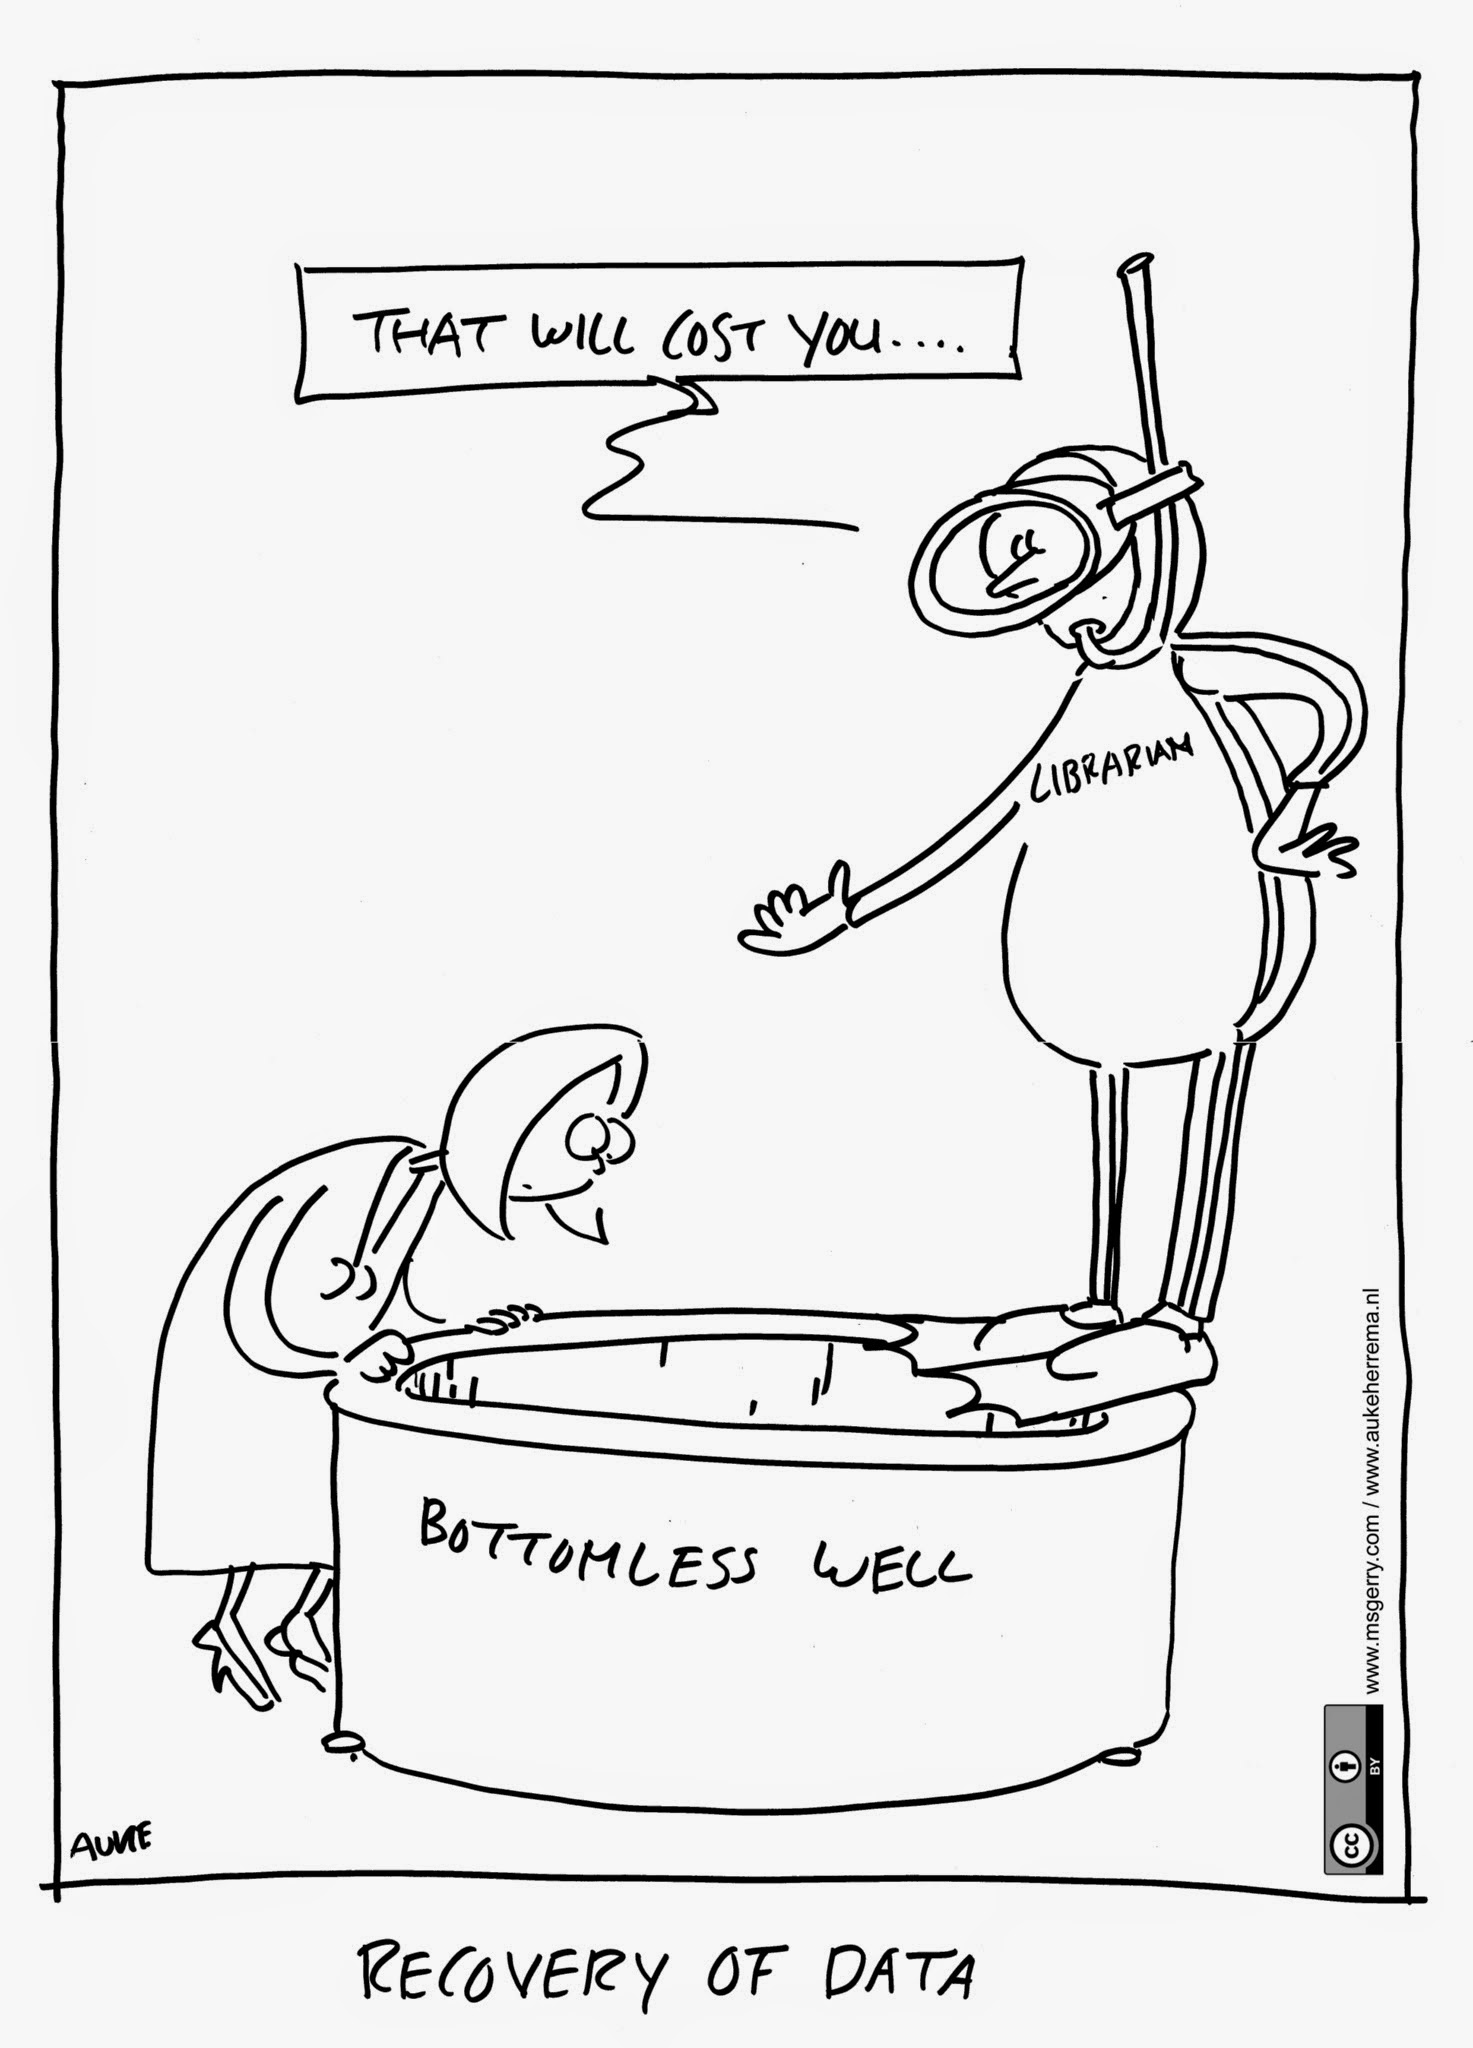 THAT WILL COST YOU....
LIBRARIAN
BOTTOMLESS WELL
AUKE
www.msgerry.com / www.aukeherrema.nl
CC
BY
RECOVERY OF DATA